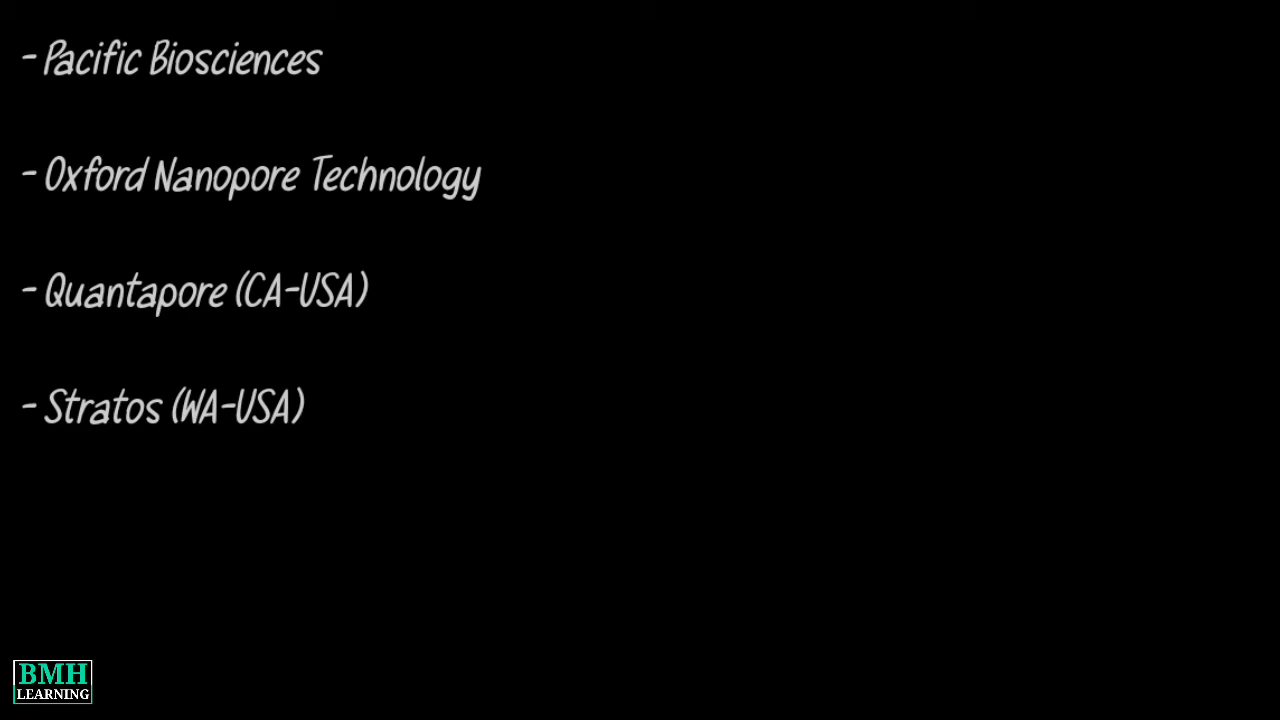 - Pacific Biosciences
- Oxford Nanopore Technology
- Quantapore (CA-USA)
- Stratos (WA-USA)
BMH
LEARNING